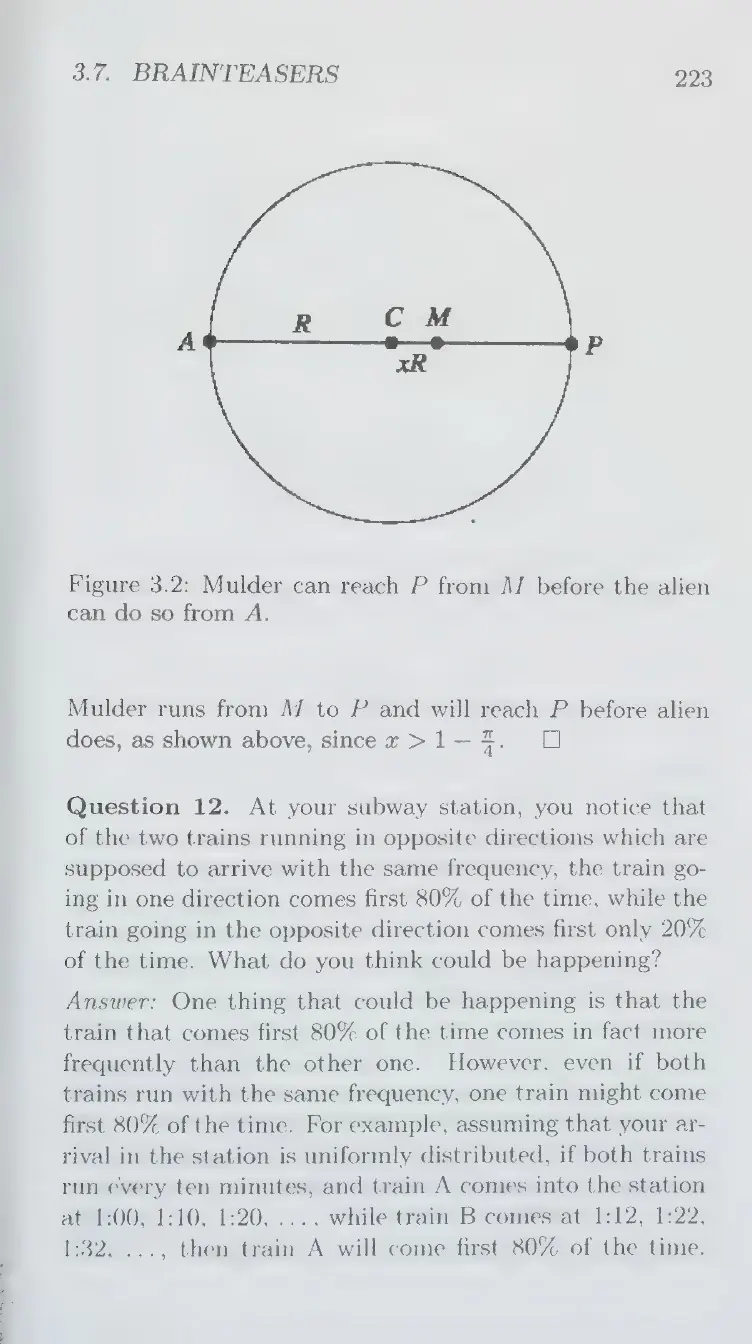 3.7. BRAINTEASERS 223
R C M
A P
xR
Figure 3.2: Mulder can reach P from M before the alien
can do so from A.
Mulder runs from M to P and will reach P before alien
does, as shown above, since x > 1 − π/4. □
Question 12. At your subway station, you notice that
of the two trains running in opposite directions which are
supposed to arrive with the same frequency, the train go-
ing in one direction comes first 80% of the time, while the
train going in the opposite direction comes first only 20%
of the time. What do you think could be happening?
Answer: One thing that could be happening is that the
train that comes first 80% of the time comes in fact more
frequently than the other one. However, even if both
trains run with the same frequency, one train might come
first 80% of the time. For example, assuming that your ar-
rival in the station is uniformly distributed, if both trains
run every ten minutes, and train A comes into the station
at 1:00, 1:10, 1:20, ..., while train B comes at 1:12, 1:22,
1:32, ..., then train A will come first 80% of the time.